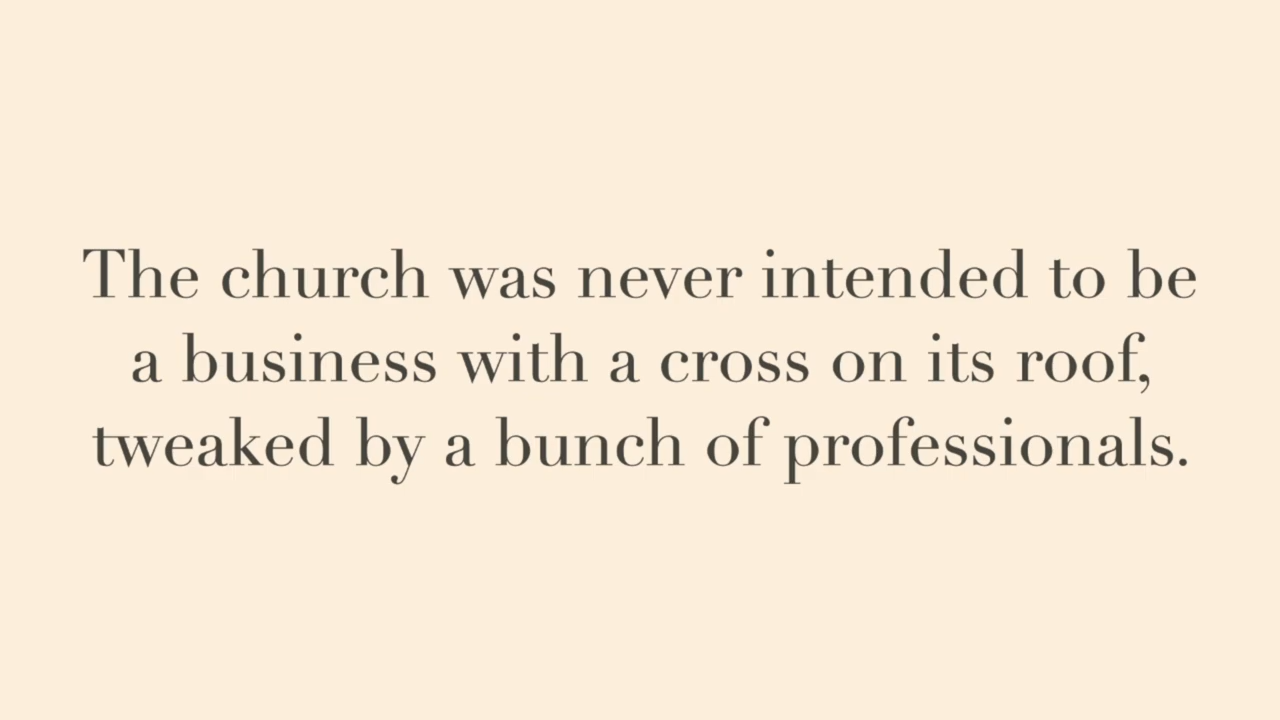 The church was never intended to be
a business with a cross on its roof,
tweaked by a bunch of professionals.